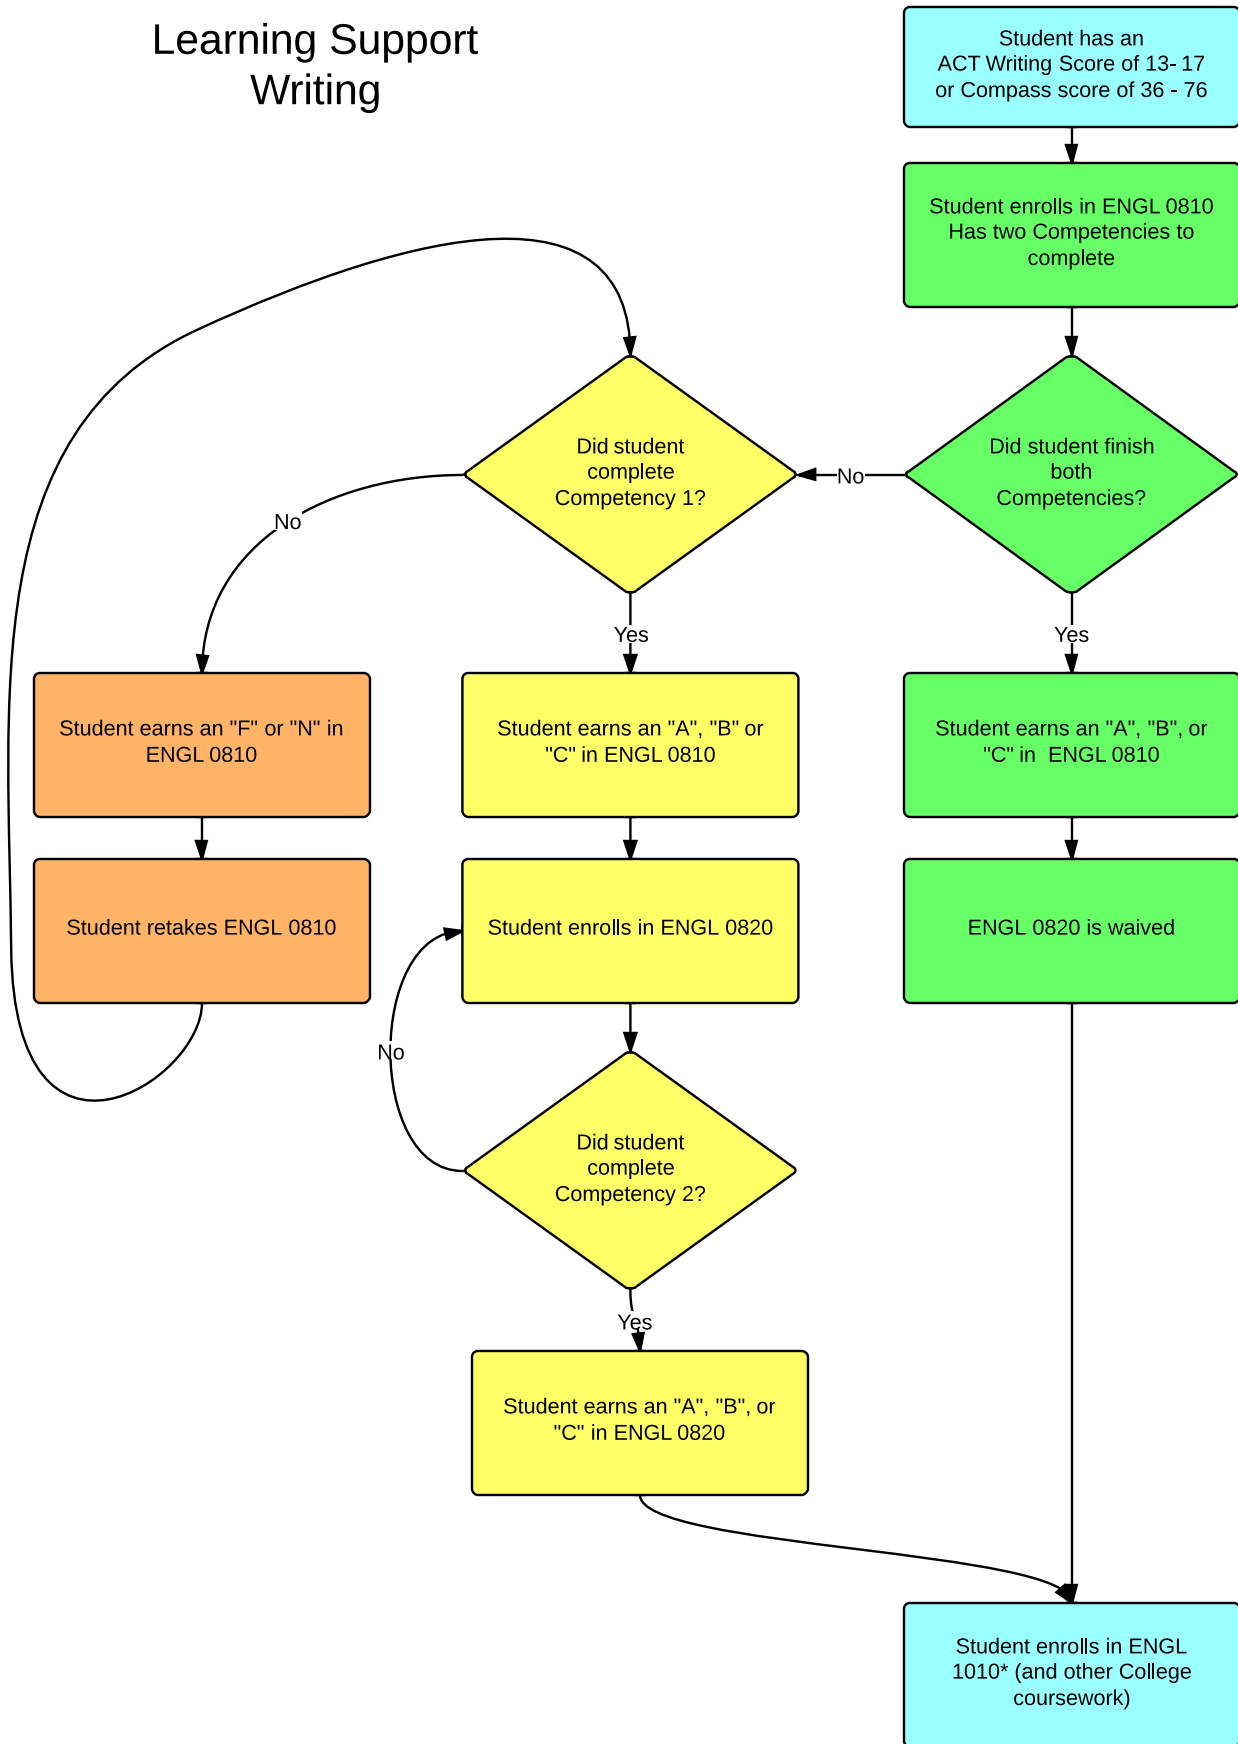 Learning Support
Writing
Student has an
ACT Writing Score of 13- 17
or Compass score of 36 - 76
Student enrolls in ENGL 0810
Has two Competencies to
complete
Did student finish
both
Competencies?
No
Did student
complete
Competency 1?
No
Yes
Yes
Student earns an "F" or "N" in
ENGL 0810
Student earns an "A", "B" or
"C" in ENGL 0810
Student earns an "A", "B", or
"C" in  ENGL 0810
Student retakes ENGL 0810
Student enrolls in ENGL 0820
ENGL 0820 is waived
No
Did student
complete
Competency 2?
Yes
Student earns an "A", "B", or
"C" in ENGL 0820
Student enrolls in ENGL
1010* (and other College
coursework)